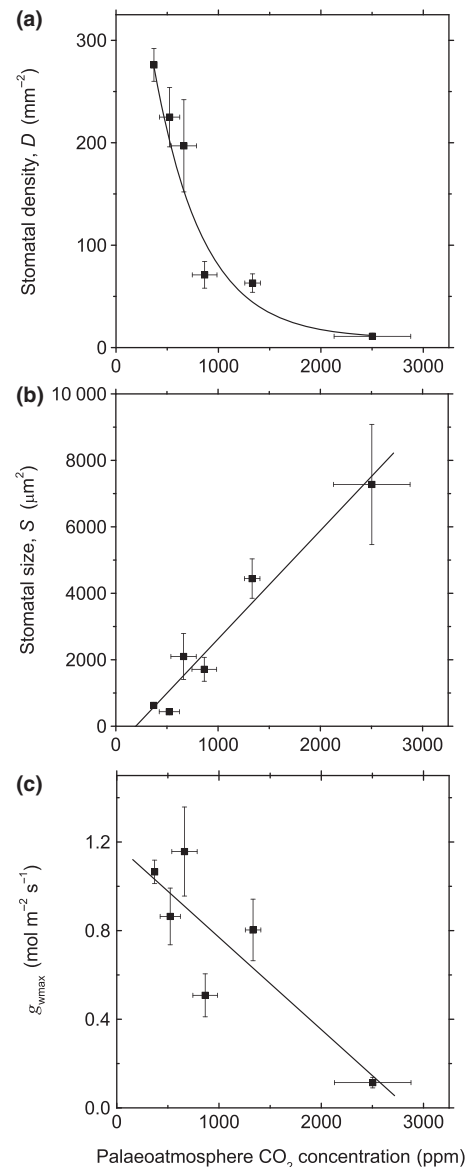 (a)
300
200
100
0
Stomatal density, D (mm−2)
0 1000 2000 3000
(b)
10 000
8000
6000
4000
2000
0
Stomatal size, S (μm2)
0 1000 2000 3000
(c)
1.2
0.8
0.4
0.0
gwmax (mol m−2 s−1)
0 1000 2000 3000
Palaeoatmosphere CO2 concentration (ppm)